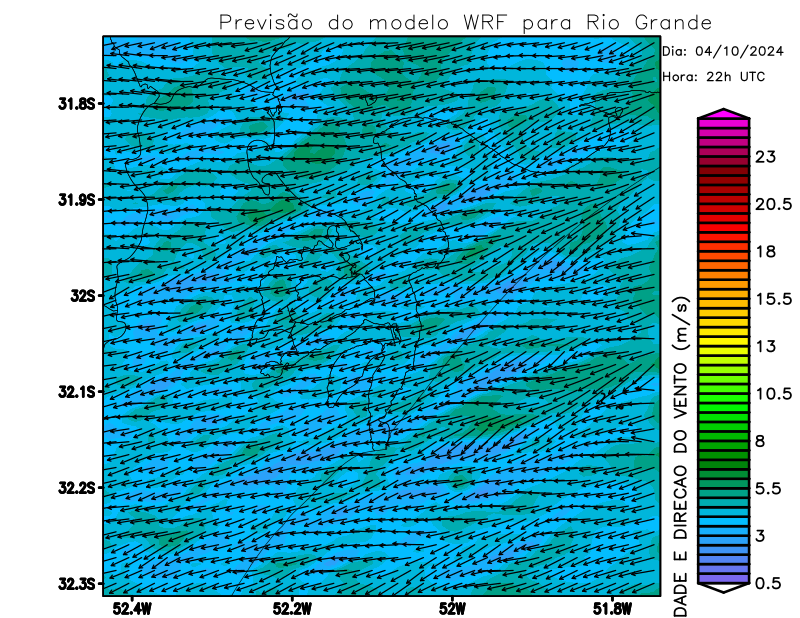 Previsão do modelo WRF para Rio Grande
Dia: 04/10/2024
Hora: 22h UTC
31.8S
31.9S
32S
32.1S
32.2S
32.3S
52.4W
52.2W
52W
51.8W
DADE E DIRECAO DO VENTO (m/s)
23
20.5
18
15.5
13
10.5
8
5.5
3
0.5